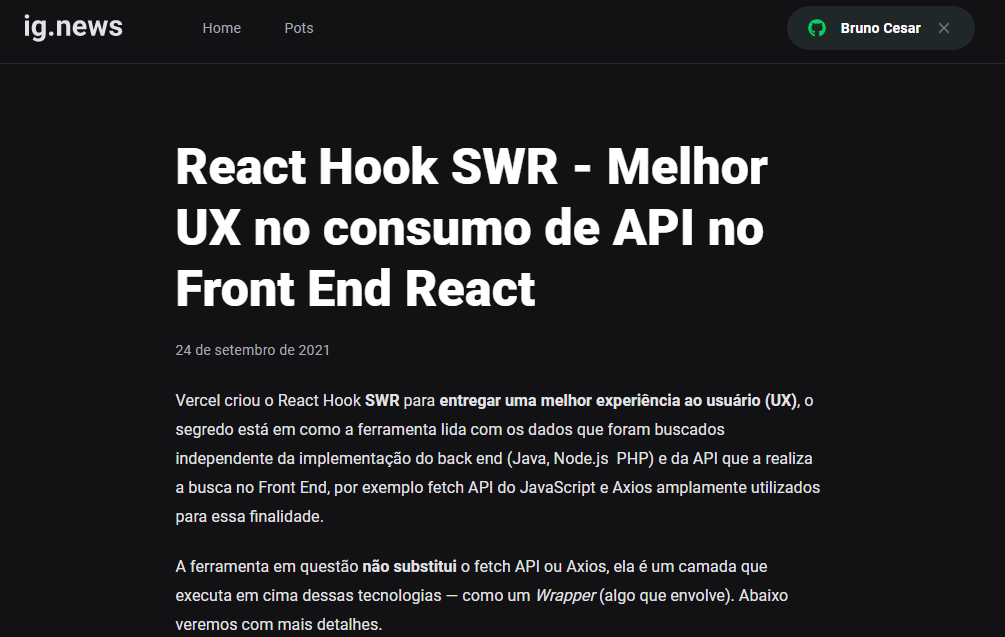 ig.news
Home
Pots
Bruno Cesar
React Hook SWR - Melhor
UX no consumo de API no
Front End React
24 de setembro de 2021
Vercel criou o React Hook SWR para entregar uma melhor experiência ao usuário (UX), o
segredo está em como a ferramenta lida com os dados que foram buscados
independente da implementação do back end (Java, Node.js  PHP) e da API que a realiza
a busca no Front End, por exemplo fetch API do JavaScript e Axios amplamente utilizados
para essa finalidade.
A ferramenta em questão não substitui o fetch API ou Axios, ela é um camada que
executa em cima dessas tecnologias — como um Wrapper (algo que envolve). Abaixo
veremos com mais detalhes.